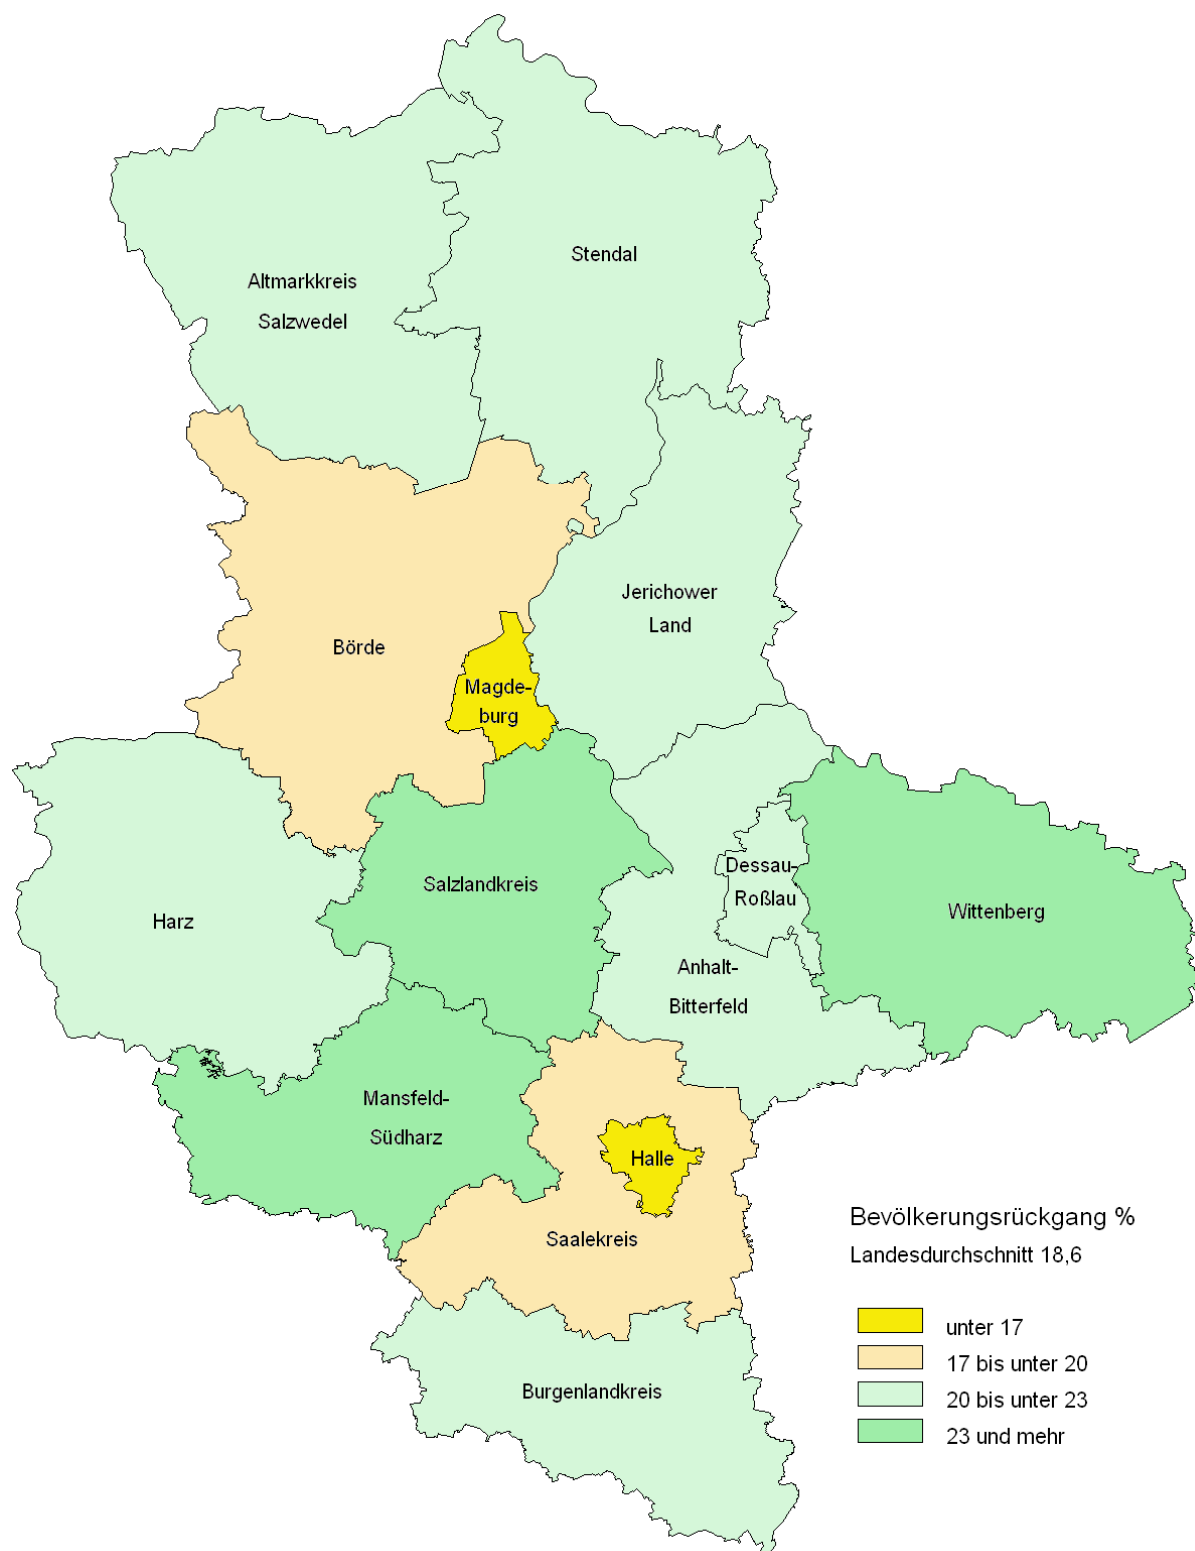 Stendal
Altmarkkreis
Salzwedel
Jerichower
Land
Börde
Magde-
burg
Dessau-
Roßlau
Salzlandkreis
Wittenberg
Harz
Anhalt-
Bitterfeld
Mansfeld-
Südharz
Halle
Saalekreis
Burgenlandkreis
Bevölkerungsrückgang %
Landesdurchschnitt 18,6
unter 17
17 bis unter 20
20 bis unter 23
23 und mehr